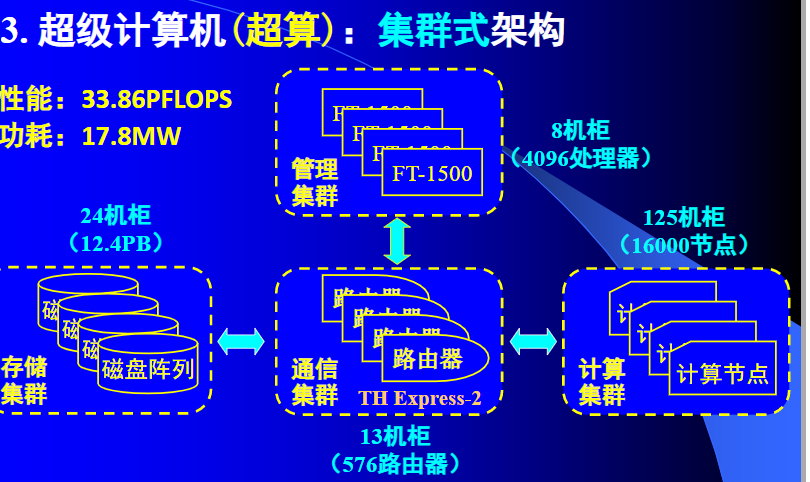 3. 超级计算机(超算)：集群式架构
性能：33.86PFLOPS
功耗：17.8MW
FT-1500
FT-1500
FT-1500
FT-1500
管理
集群
8机柜
（4096处理器）
24机柜
（12.4PB）
125机柜
（16000节点）
磁
磁
磁
磁盘阵列
存储
集群
路由器
路由器
路由器
路由器
通信
集群
TH Express-2
计
计
计
计算节点
计算
集群
13机柜
（576路由器）